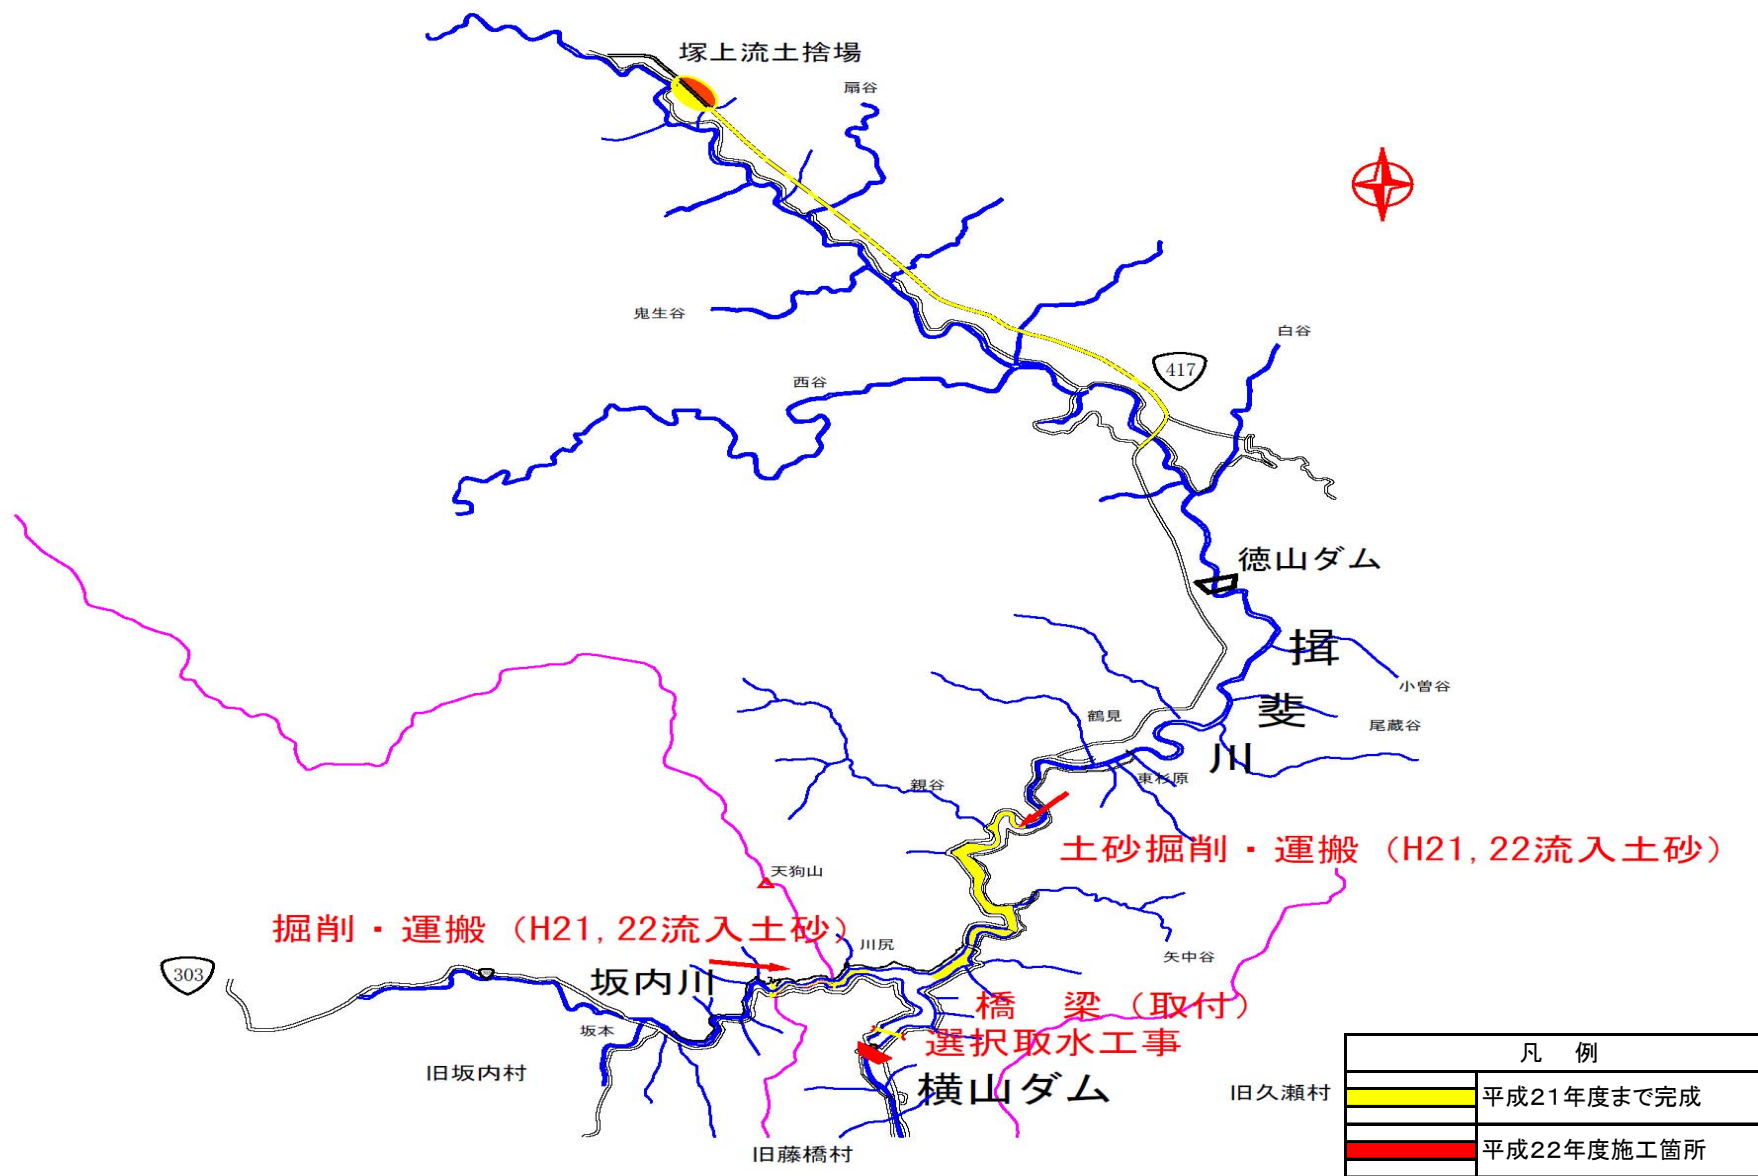 塚上流土捨場
扇谷
鬼生谷
白谷
417
西谷
徳山ダム
揖
斐
川
小曽谷
尾蔵谷
鶴見
東杉原
親谷
土砂掘削・運搬（H21,22流入土砂）
天狗山
掘削・運搬（H21,22流入土砂）
川尻
矢中谷
303
坂内川
橋　梁（取付）
選択取水工事
坂本
旧坂内村
横山ダム
旧久瀬村
旧藤橋村
凡　例
平成21年度まで完成
平成22年度施工箇所